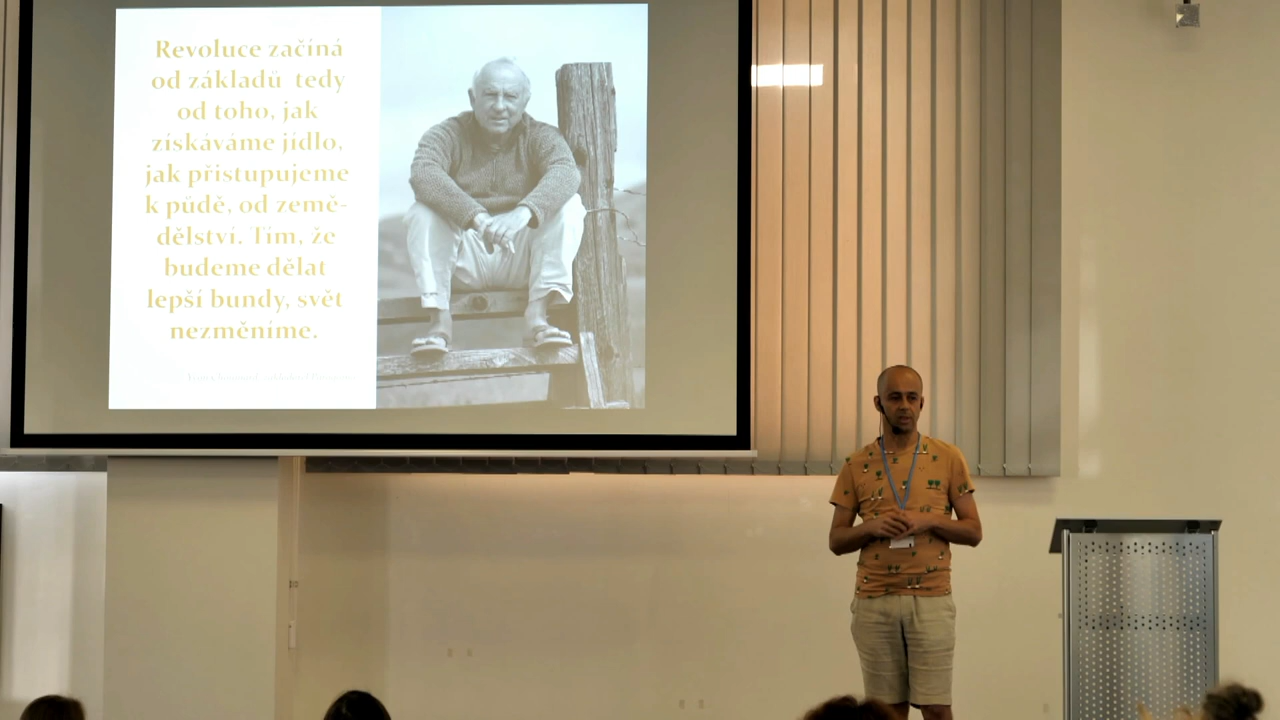 Revoluce začíná
od základů tedy
od toho, jak
získáváme jídlo,
jak přistupujeme
k půdě, od země-
dělství. Tím, že
budeme dělat
lepší bundy, svět
nezměníme.